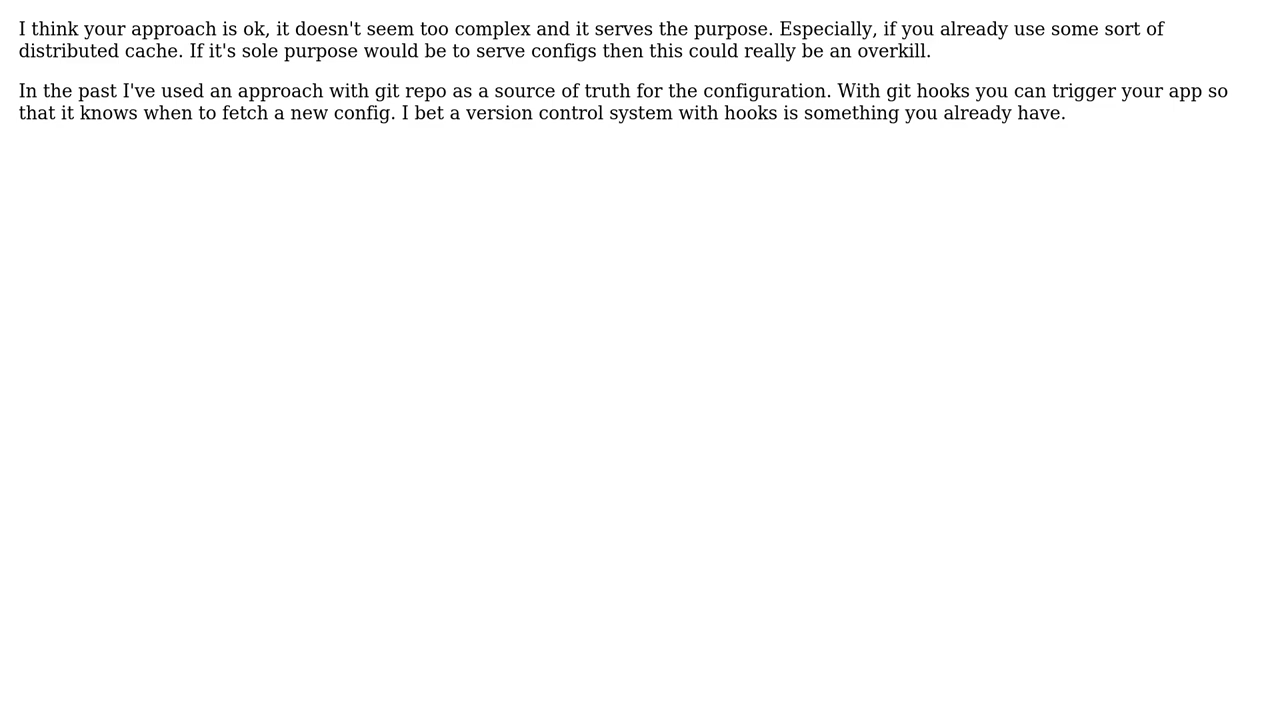 I think your approach is ok, it doesn't seem too complex and it serves the purpose. Especially, if you already use some sort of
distributed cache. If it's sole purpose would be to serve configs then this could really be an overkill.
In the past I've used an approach with git repo as a source of truth for the configuration. With git hooks you can trigger your app so
that it knows when to fetch a new config. I bet a version control system with hooks is something you already have.